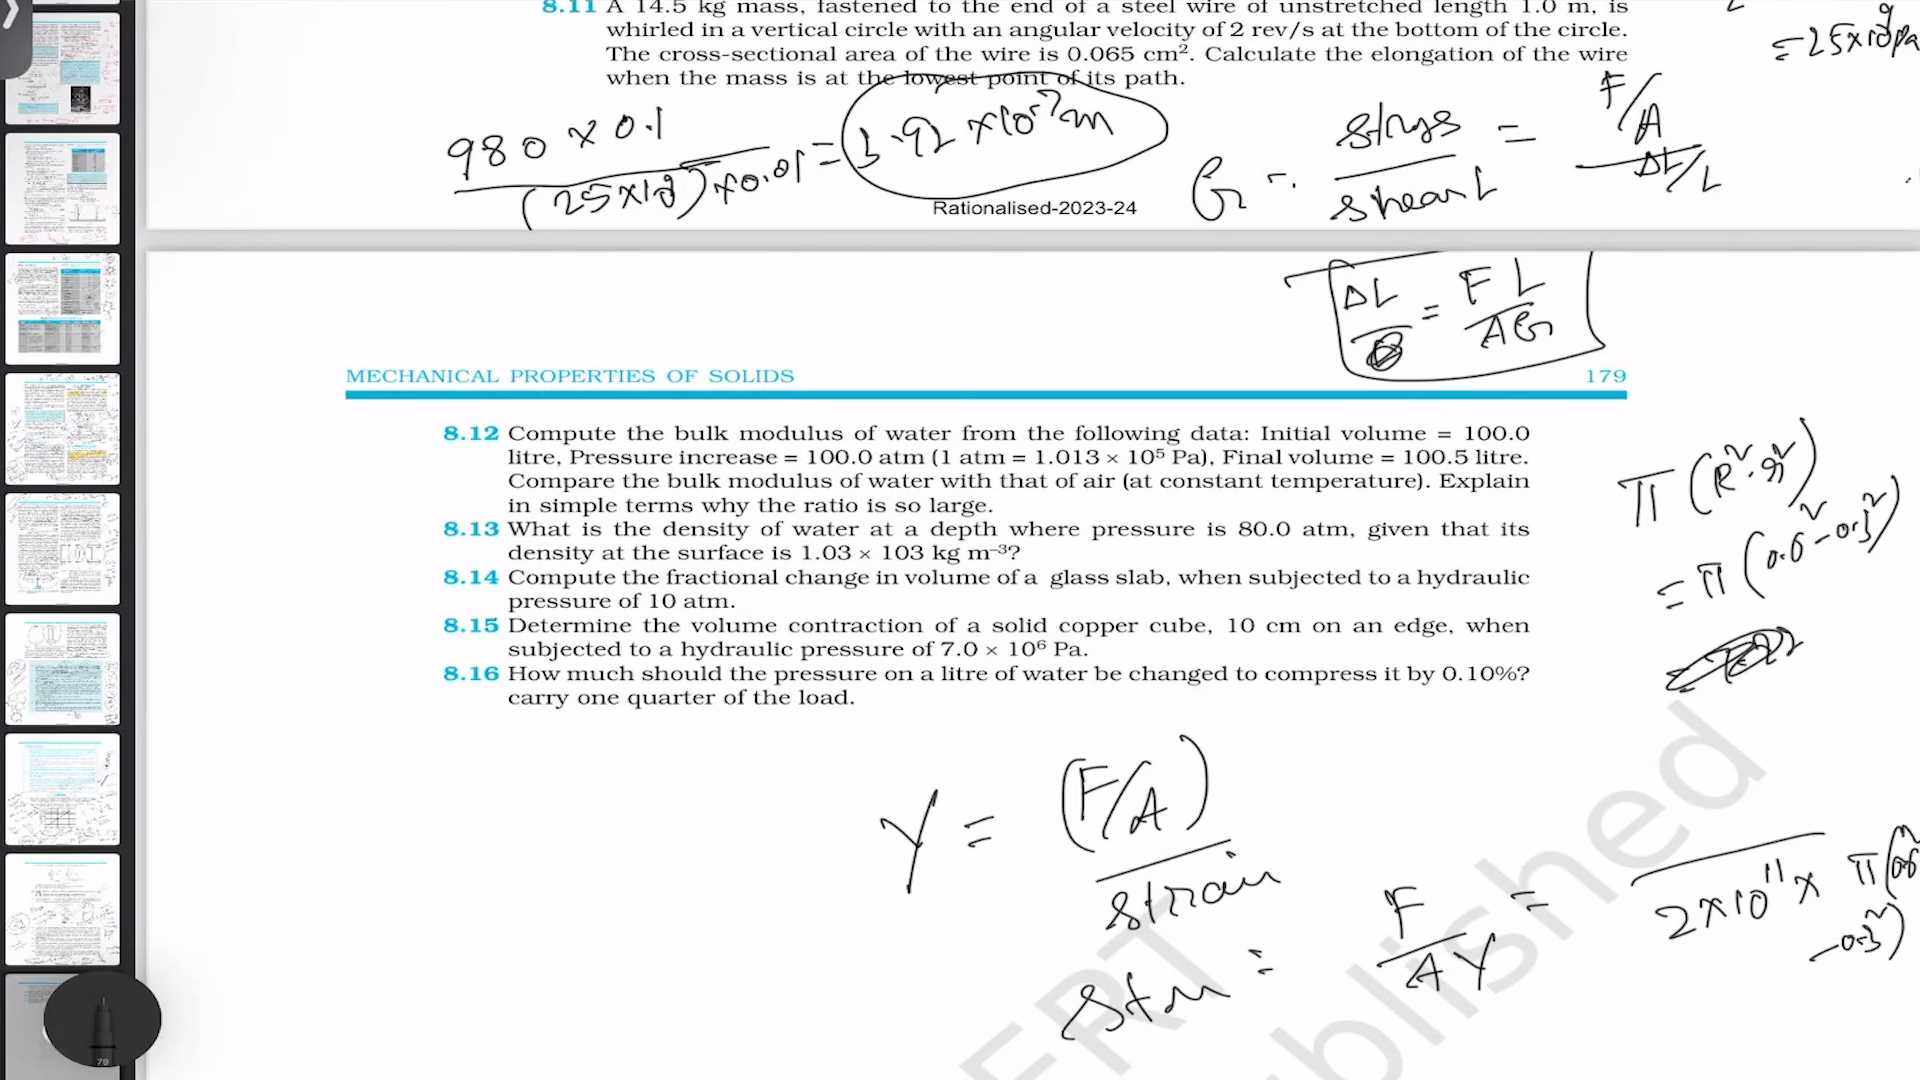 8.11 A 14.5 kg mass, fastened to the end of a steel wire of unstretched length 1.0 m, is
whirled in a vertical circle with an angular velocity of 2 rev/s at the bottom of the circle.
The cross-sectional area of the wire is 0.065 cm². Calculate the elongation of the wire
when the mass is at the lowest point of its path.
= 25×10⁹ pa
980 × 0.1
= 3.92 × 10⁻⁷ m
(25×10⁹) × 0.01
F/A
=
ΔL/L
Rationalised-2023-24
ΔL = F L
A G
MECHANICAL PROPERTIES OF SOLIDS 179
8.12 Compute the bulk modulus of water from the following data: Initial volume = 100.0
litre, Pressure increase = 100.0 atm (1 atm = 1.013 × 10⁵ Pa), Final volume = 100.5 litre.
Compare the bulk modulus of water with that of air (at constant temperature). Explain
in simple terms why the ratio is so large.
8.13 What is the density of water at a depth where pressure is 80.0 atm, given that its
density at the surface is 1.03 × 103 kg m⁻³?
8.14 Compute the fractional change in volume of a glass slab, when subjected to a hydraulic
pressure of 10 atm.
8.15 Determine the volume contraction of a solid copper cube, 10 cm on an edge, when
subjected to a hydraulic pressure of 7.0 × 10⁶ Pa.
8.16 How much should the pressure on a litre of water be changed to compress it by 0.10%?
carry one quarter of the load.
π (R² - r²)
= π (0.6² - 0.3²)
Y = (F/A)
strain
= F
AY
=
2×10¹¹ × π (0.6²
-0.3²)
79